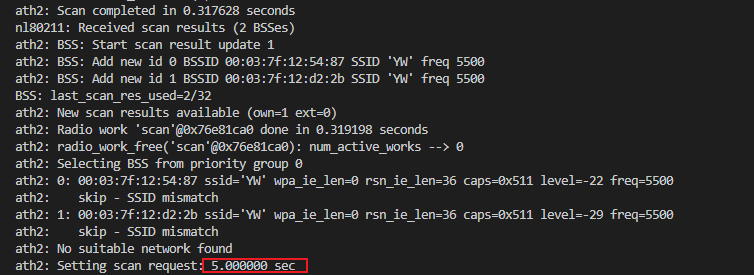 ath2: Scan completed in 0.317628 seconds
nl80211: Received scan results (2 BSSes)
ath2: BSS: Start scan result update 1
ath2: BSS: Add new id 0 BSSID 00:03:7f:12:54:87 SSID 'YW' freq 5500
ath2: BSS: Add new id 1 BSSID 00:03:7f:12:d2:2b SSID 'YW' freq 5500
BSS: last_scan_res_used=2/32
ath2: New scan results available (own=1 ext=0)
ath2: Radio work 'scan'@0x76e81ca0 done in 0.319198 seconds
ath2: radio_work_free('scan'@0x76e81ca0): num_active_works --> 0
ath2: Selecting BSS from priority group 0
ath2: 0: 00:03:7f:12:54:87 ssid='YW' wpa_ie_len=0 rsn_ie_len=36 caps=0x511 level=-22 freq=5500
ath2:    skip - SSID mismatch
ath2: 1: 00:03:7f:12:d2:2b ssid='YW' wpa_ie_len=0 rsn_ie_len=36 caps=0x511 level=-29 freq=5500
ath2:    skip - SSID mismatch
ath2: No suitable network found
ath2: Setting scan request: 5.000000 sec